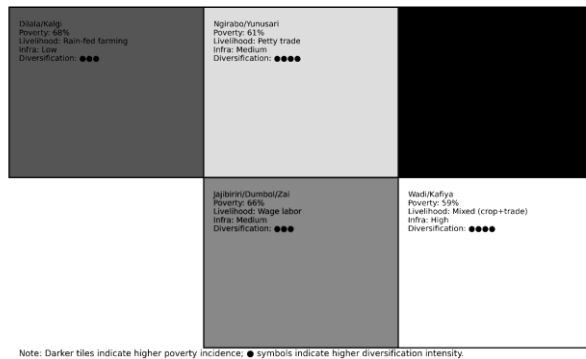 Dilala/Kalgi
Poverty: 68%
Livelihood: Rain-fed farming
Infra: Low
Diversification: ●●●
Ngirabo/Yunusari
Poverty: 61%
Livelihood: Petty trade
Infra: Medium
Diversification: ●●●●
Jajibiriri/Dumbol/Zai
Poverty: 66%
Livelihood: Wage labor
Infra: Medium
Diversification: ●●●
Wadi/Kafiya
Poverty: 59%
Livelihood: Mixed (crop+trade)
Infra: High
Diversification: ●●●●
Note: Darker tiles indicate higher poverty incidence; ● symbols indicate higher diversification intensity.